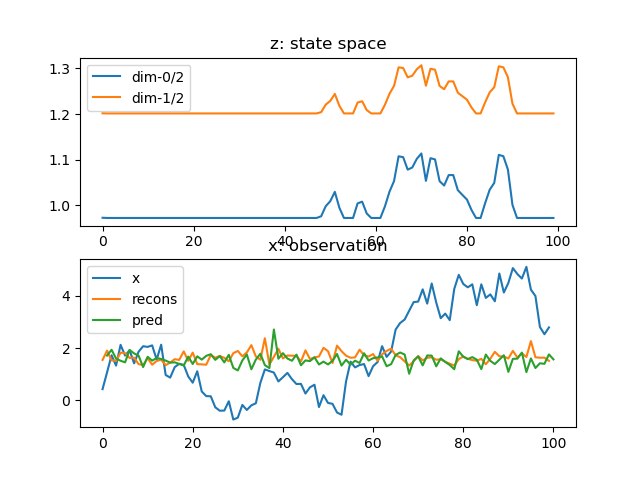 z: state space
1.3
1.2
1.1
1.0
dim-0/2
dim-1/2
0 20 40 60 80 100
x: observation
4
2
0
x
recons
pred
0 20 40 60 80 100